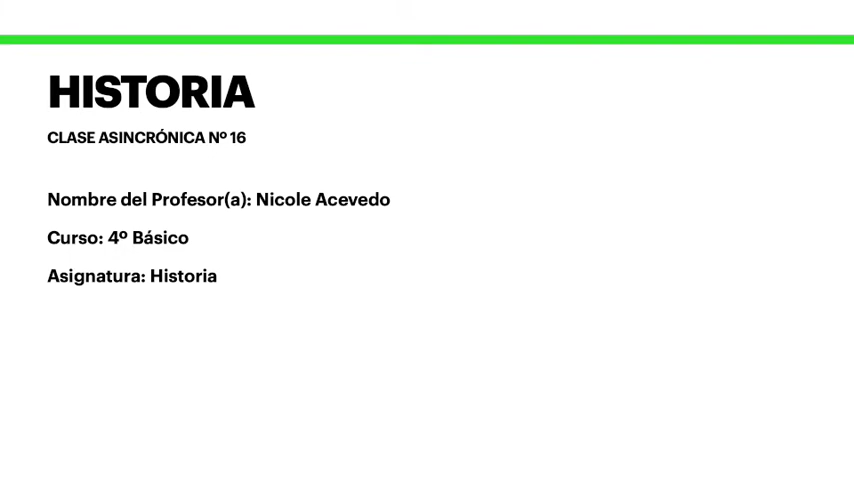 HISTORIA
CLASE ASINCRÓNICA Nº 16
Nombre del Profesor(a): Nicole Acevedo
Curso: 4º Básico
Asignatura: Historia